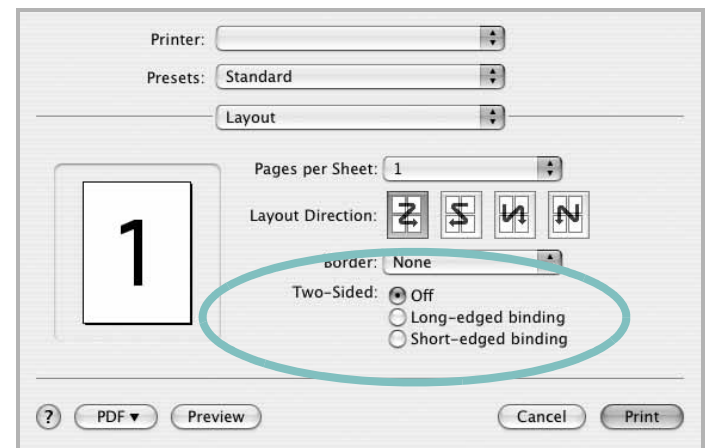 Printer:
Presets: Standard
Layout
Pages per Sheet: 1
1
Layout Direction:
Border: None
Two-Sided: Off
Long-edged binding
Short-edged binding
? PDF▼ Preview Cancel Print